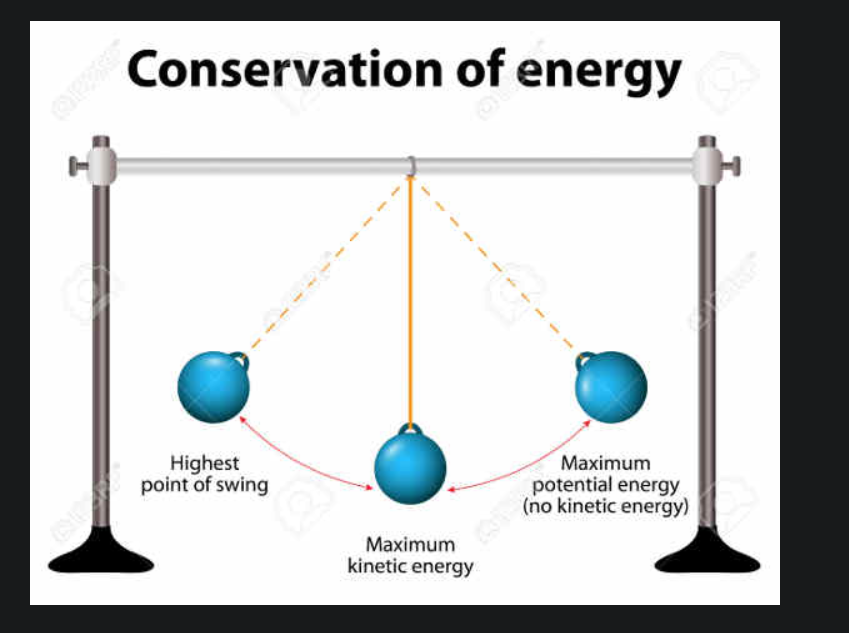 Conservation of energy
Highest
point of swing
Maximum
kinetic energy
Maximum
potential energy
(no kinetic energy)